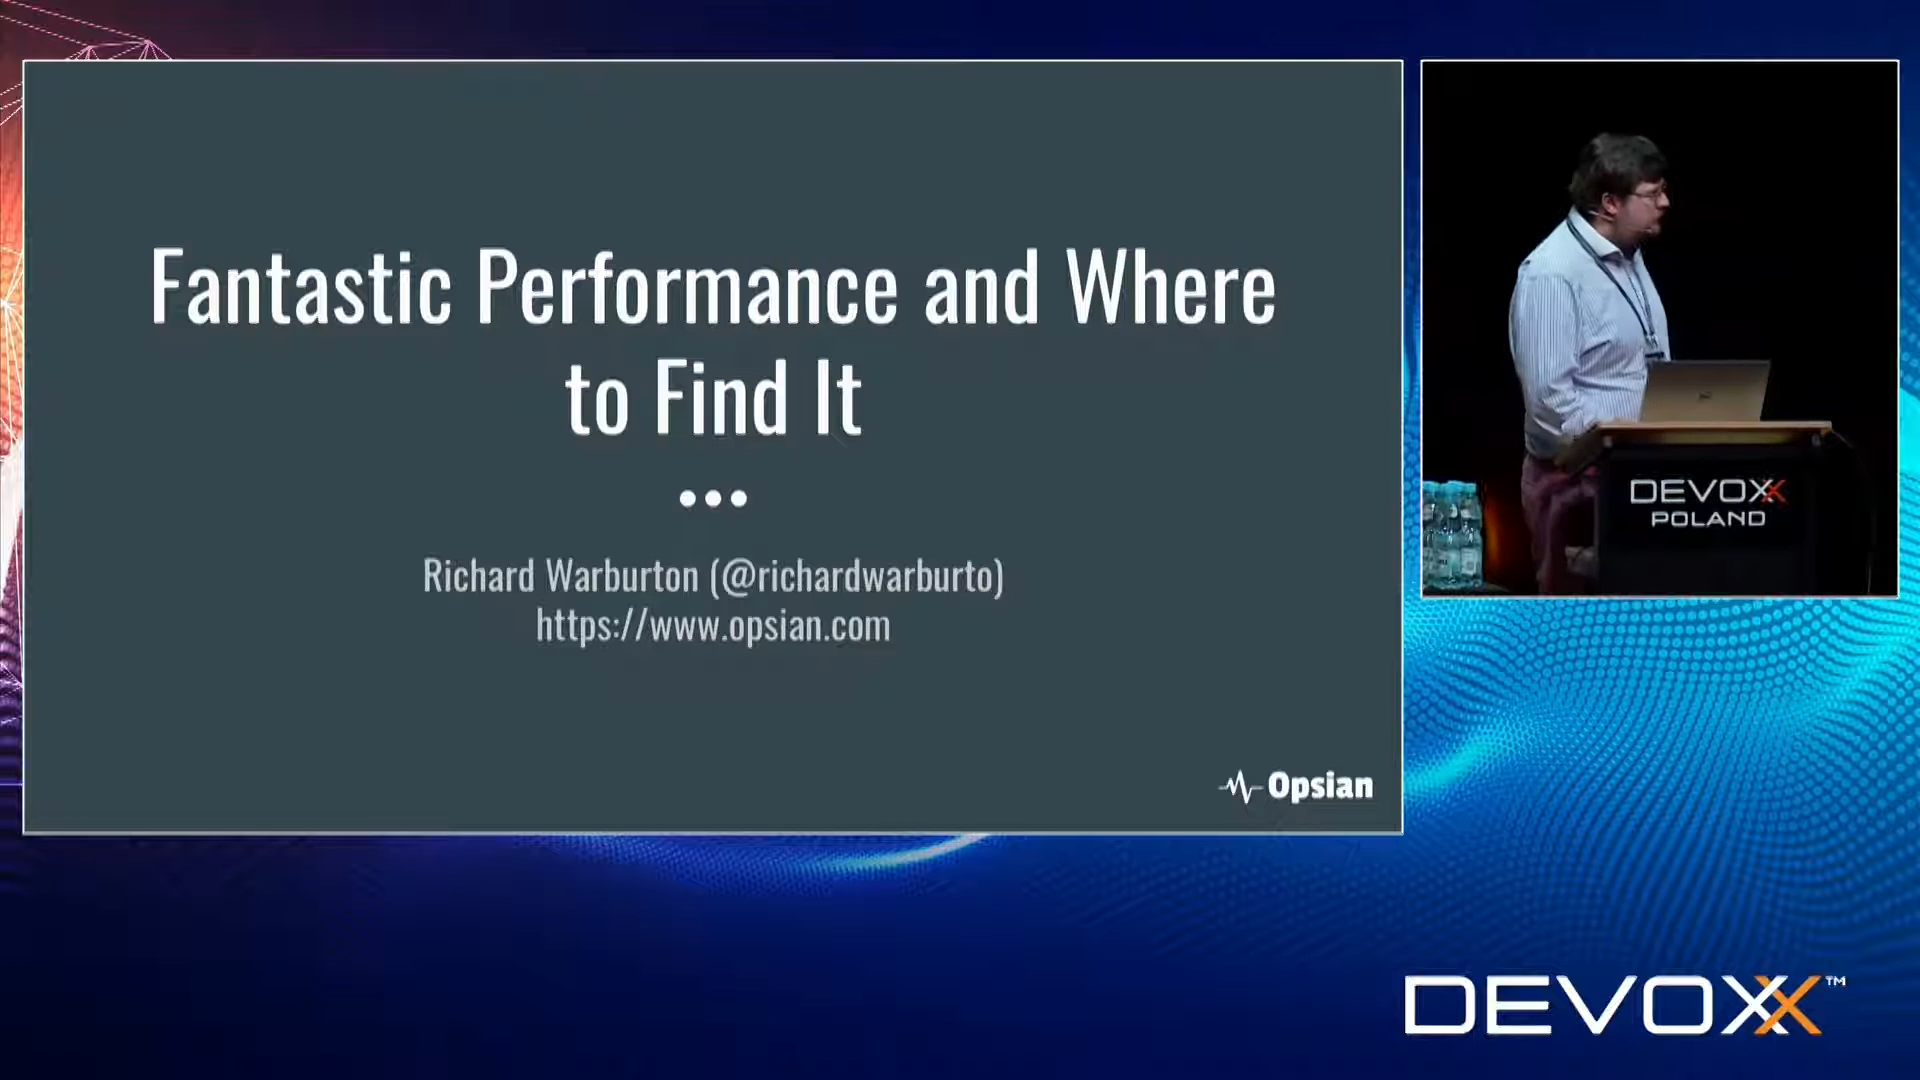 Fantastic Performance and Where
to Find It
Richard Warburton (@richardwarburto)
https://www.opsian.com
Opsian
DEVOXX
POLAND
DEVOXX™